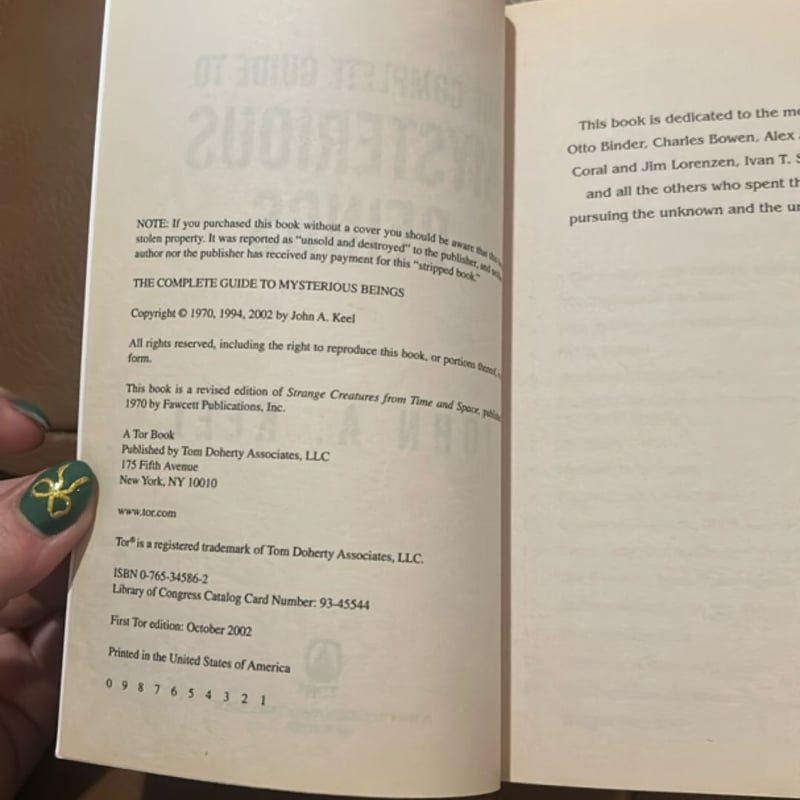 NOTE: If you purchased this book without a cover you should be aware that this
stolen property. It was reported as "unsold and destroyed" to the publisher, and
author nor the publisher has received any payment for this "stripped book."
THE COMPLETE GUIDE TO MYSTERIOUS BEINGS
Copyright © 1970, 1994, 2002 by John A. Keel
All rights reserved, including the right to reproduce this book, or portions thereof,
form.
This book is a revised edition of Strange Creatures from Time and Space,
1970 by Fawcett Publications, Inc.
A Tor Book
Published by Tom Doherty Associates, LLC
175 Fifth Avenue
New York, NY 10010
www.tor.com
Tor® is a registered trademark of Tom Doherty Associates, LLC.
ISBN 0-765-34586-2
Library of Congress Catalog Card Number: 93-45544
First Tor edition: October 2002
Printed in the United States of America
0 9 8 7 6 5 4 3 2 1
This book is dedicated to the
Otto Binder, Charles Bowen, Alex
Coral and Jim Lorenzen, Ivan T.
and all the others who spent
pursuing the unknown and the